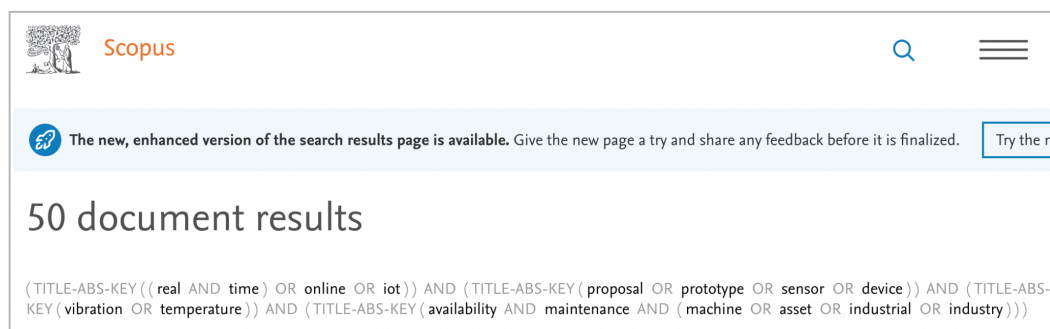 Scopus
The new, enhanced version of the search results page is available. Give the new page a try and share any feedback before it is finalized. Try the
50 document results
(TITLE-ABS-KEY((real AND time) OR online OR iot)) AND (TITLE-ABS-KEY(proposal OR prototype OR sensor OR device)) AND (TITLE-ABS-
KEY(vibration OR temperature)) AND (TITLE-ABS-KEY(availability AND maintenance AND (machine OR asset OR industrial OR industry)))